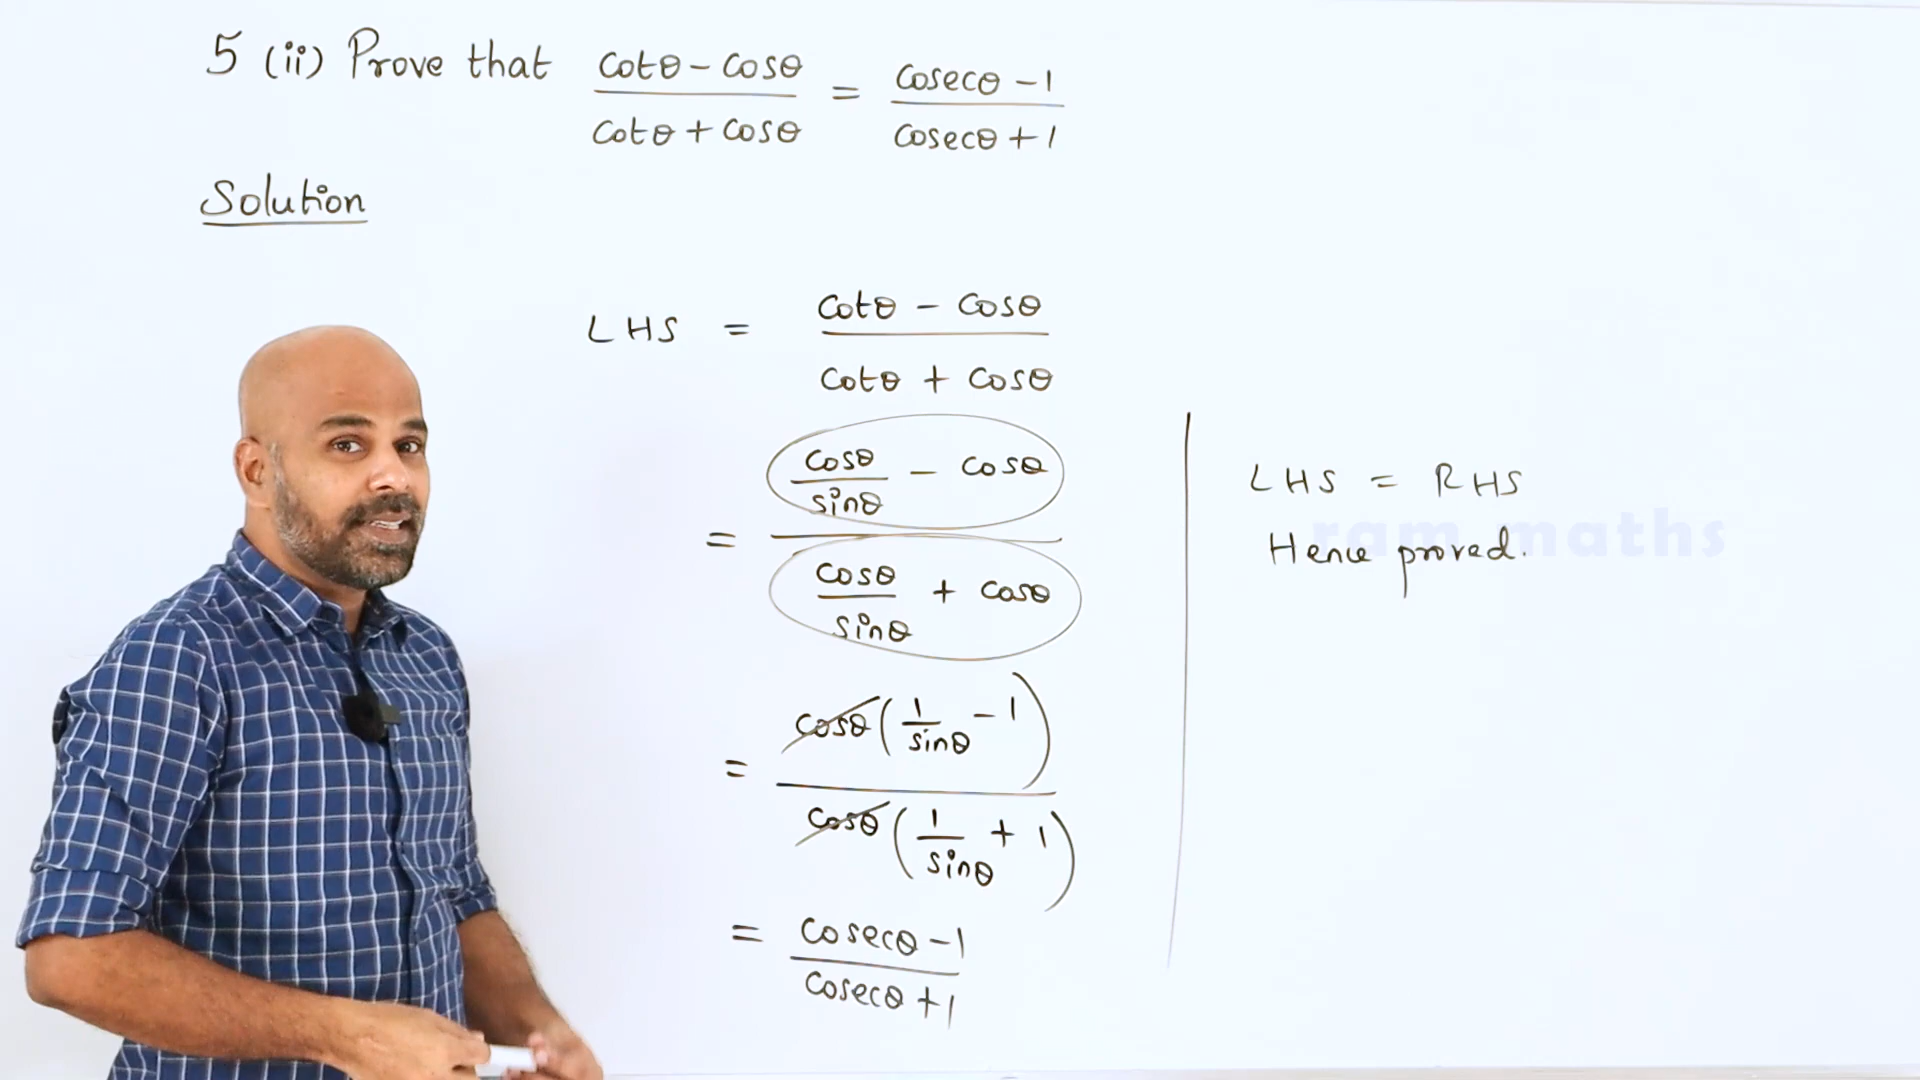 5 (ii) Prove that cotθ - cosθ / cotθ + cosθ = cosecθ - 1 / cosecθ + 1
Solution
LHS = cotθ - cosθ / cotθ + cosθ
= cosθ/sinθ - cosθ / cosθ/sinθ + cosθ
= cosθ(1/sinθ - 1) / cosθ(1/sinθ + 1)
= cosecθ - 1 / cosecθ + 1
LHS = RHS
Hence proved.
ram maths